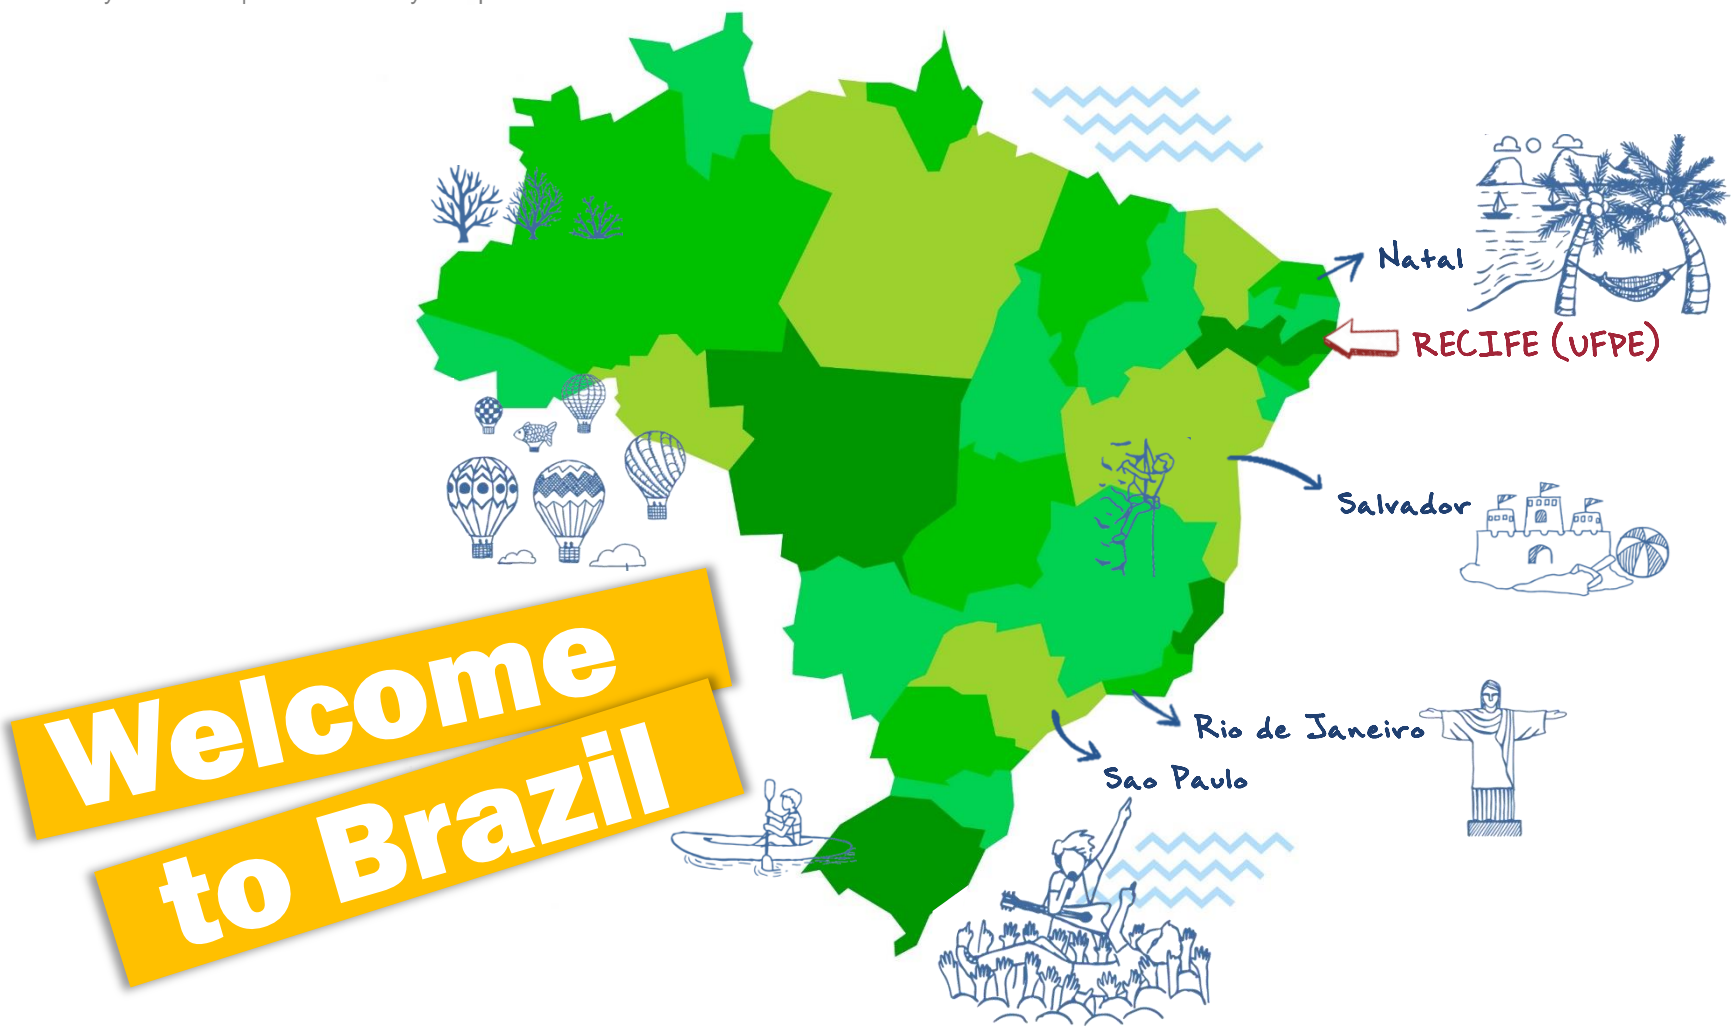 Welcome
to Brazil
Natal
RECIFE (UFPE)
Salvador
Rio de Janeiro
Sao Paulo